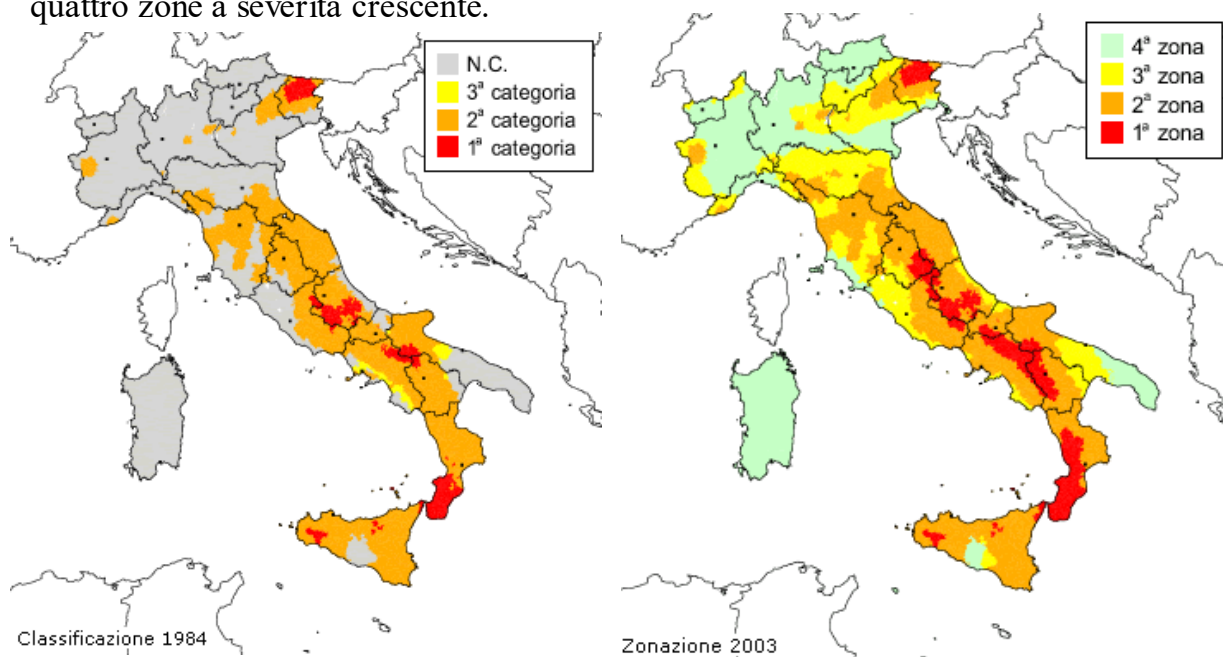 quattro zone a severità crescente.
N.C.
3ª categoria
2ª categoria
1ª categoria
Classificazione 1984
4ª zona
3ª zona
2ª zona
1ª zona
Zonazione 2003